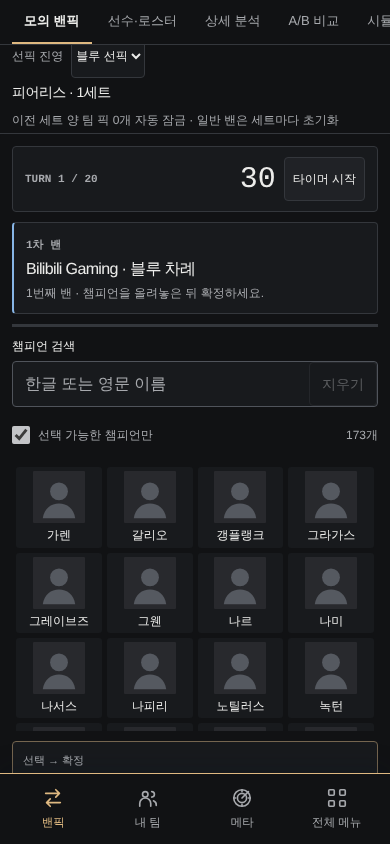 모의 밴픽 선수·로스터 상세 분석 A/B 비교
선픽 진영 블루 선픽
피어리스 · 1세트
이전 세트 양 팀 픽 0개 자동 잠금 · 일반 밴은 세트마다 초기화
TURN 1 / 20 30 타이머 시작
1차 밴
Bilibili Gaming · 블루 차례
1번째 밴 · 챔피언을 올려놓은 뒤 확정하세요.
챔피언 검색
한글 또는 영문 이름 지우기
선택 가능한 챔피언만 173개
가렌 갈리오 갱플랭크 그라가스
그레이브즈 그웬 나르 나미
나서스 나피리 노틸러스 녹턴
선택 → 확정
밴픽 내 팀 메타 전체 메뉴